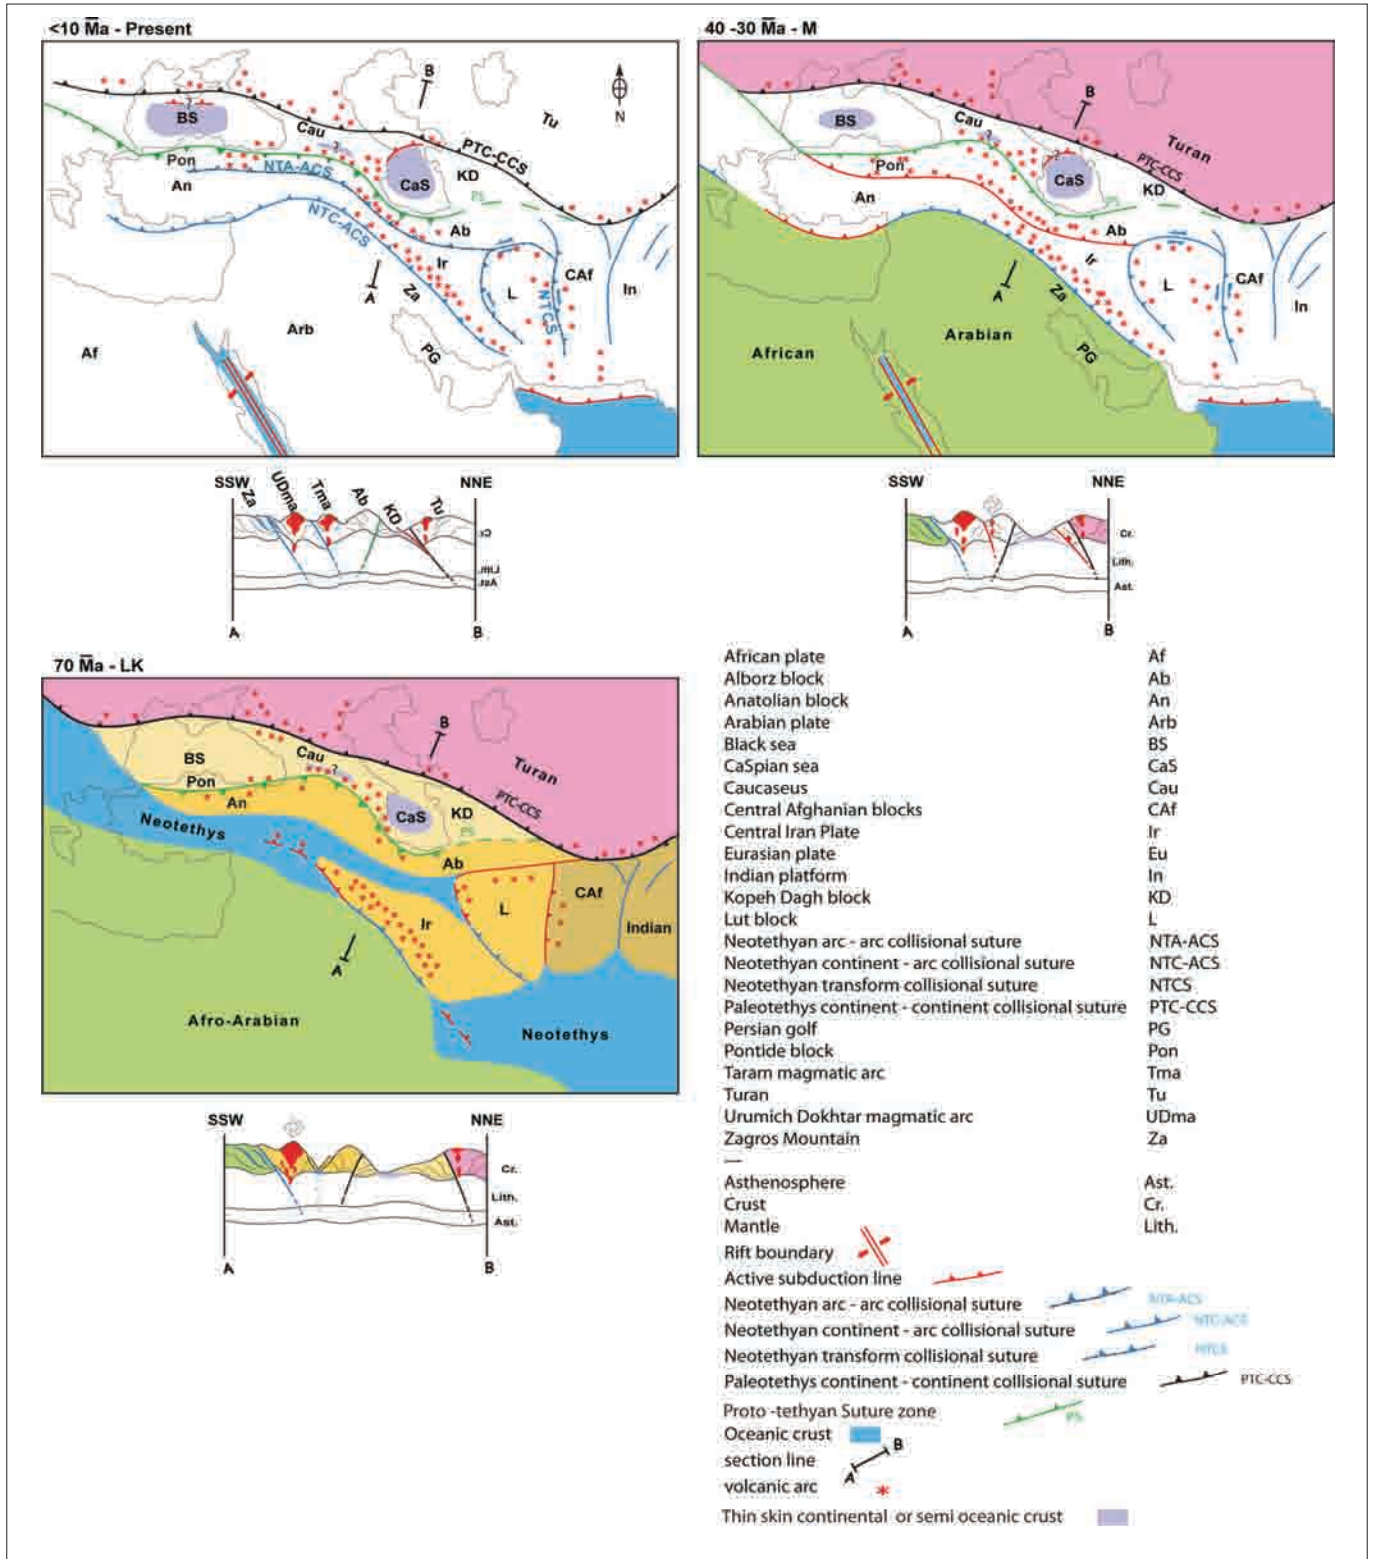 <10 M̅a - Present
B
N
BS
Cau
Tu
PTC-CCS
Pon
NTA-ACS
CaS
KD
An
PS
NTC-ACS
Ab
Ir
CAf
In
A
Za
L
NTCS
Arb
Af
PG
SSW
Za
UDma
Tma
Ab
KD
Tu
NNE
Cr.
Lith.
Ast.
A
B
40 -30 M̅a - M
B
BS
Cau
?
Turan
PTC-CCS
Pon
CaS
KD
An
PS
Ab
Ir
CAf
L
In
A
Za
Arabian
African
PG
SSW
NNE
Cr.
Lith.
Ast.
A
B
70 M̅a - LK
B
Cau
?
BS
Turan
PTC-CCS
Pon
An
CaS
KD
PS
Neotethys
Ab
CAf
L
Ir
Indian
A
Afro-Arabian
Neotethys
SSW
NNE
Cr.
Lith.
Ast.
A
B
African plate Af
Alborz block Ab
Anatolian block An
Arabian plate Arb
Black sea BS
CaSpian sea CaS
Caucaseus Cau
Central Afghanian blocks CAf
Central Iran Plate Ir
Eurasian plate Eu
Indian platform In
Kopeh Dagh block KD
Lut block L
Neotethyan arc - arc collisional suture NTA-ACS
Neotethyan continent - arc collisional suture NTC-ACS
Neotethyan transform collisional suture NTCS
Paleotethys continent - continent collisional suture PTC-CCS
Persian golf PG
Pontide block Pon
Taram magmatic arc Tma
Turan Tu
Urumich Dokhtar magmatic arc UDma
Zagros Mountain Za
—
Asthenosphere Ast.
Crust Cr.
Mantle Lith.
Rift boundary
Active subduction line
Neotethyan arc - arc collisional suture NTA-ACS
Neotethyan continent - arc collisional suture NTC-ACS
Neotethyan transform collisional suture NTCS
Paleotethys continent - continent collisional suture PTC-CCS
Proto -tethyan Suture zone PS
Oceanic crust
section line A B
volcanic arc
Thin skin continental or semi oceanic crust